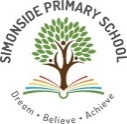 SIMONSIDE PRIMARY SCHOOL
Dream · Believe · Achieve